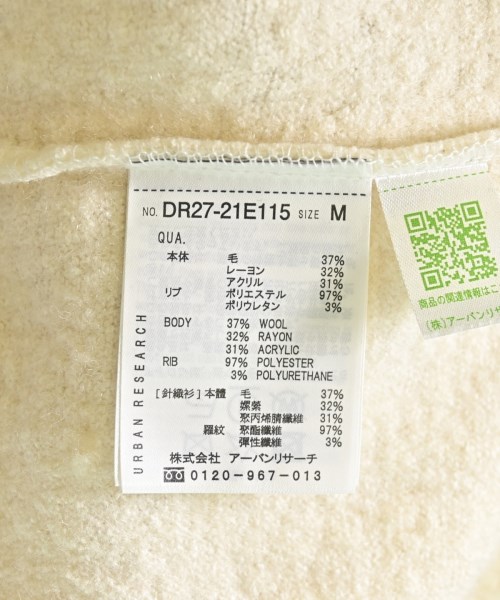 NO. DR27-21E115 SIZE M
QUA.
本体 毛 37%
レーヨン 32%
アクリル 31%
リブ ポリエステル 97%
ポリウレタン 3%
BODY 37% WOOL
32% RAYON
31% ACRYLIC
RIB 97% POLYESTER
3% POLYURETHANE
[針織衫] 本體 毛 37%
嫘縈 32%
聚丙烯腈纖維 31%
羅紋 聚酯纖維 97%
彈性纖維 3%
株式会社 アーバンリサーチ
0120-967-013
URBAN RESEARCH
商品の関連情報はこ
(株)アーバンリサーチ